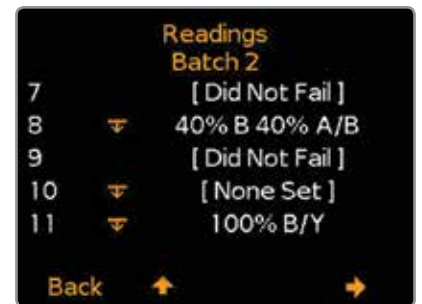 Readings
Batch 2
7 [ Did Not Fail ]
8 40% B 40% A/B
9 [ Did Not Fail ]
10 [ None Set ]
11 100% B/Y
Back